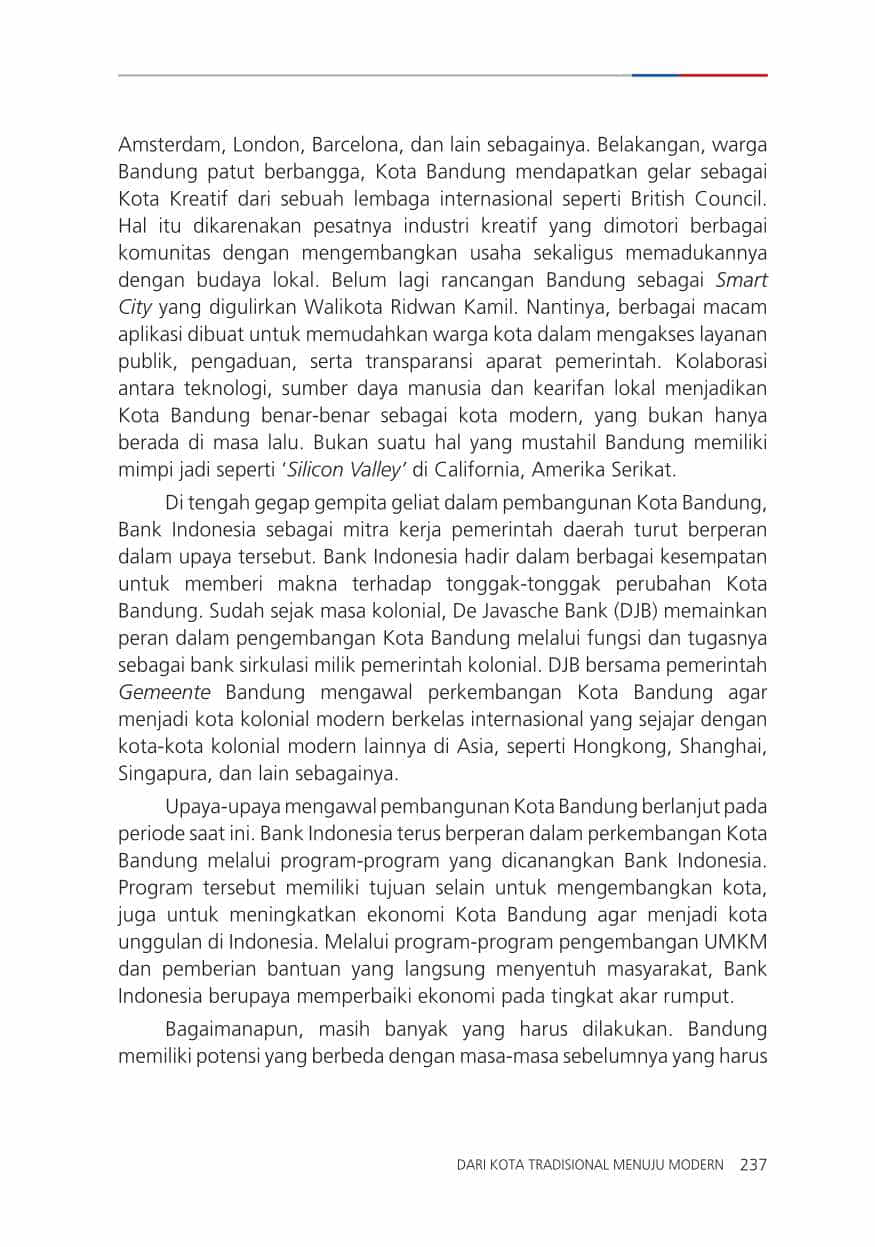 Amsterdam, London, Barcelona, dan lain sebagainya. Belakangan, warga
Bandung patut berbangga, Kota Bandung mendapatkan gelar sebagai
Kota Kreatif dari sebuah lembaga internasional seperti British Council.
Hal itu dikarenakan pesatnya industri kreatif yang dimotori berbagai
komunitas dengan mengembangkan usaha sekaligus memadukannya
dengan budaya lokal. Belum lagi rancangan Bandung sebagai Smart
City yang digulirkan Walikota Ridwan Kamil. Nantinya, berbagai macam
aplikasi dibuat untuk memudahkan warga kota dalam mengakses layanan
publik, pengaduan, serta transparansi aparat pemerintah. Kolaborasi
antara teknologi, sumber daya manusia dan kearifan lokal menjadikan
Kota Bandung benar-benar sebagai kota modern, yang bukan hanya
berada di masa lalu. Bukan suatu hal yang mustahil Bandung memiliki
mimpi jadi seperti ‘Silicon Valley’ di California, Amerika Serikat.
Di tengah gegap gempita geliat dalam pembangunan Kota Bandung,
Bank Indonesia sebagai mitra kerja pemerintah daerah turut berperan
dalam upaya tersebut. Bank Indonesia hadir dalam berbagai kesempatan
untuk memberi makna terhadap tonggak-tonggak perubahan Kota
Bandung. Sudah sejak masa kolonial, De Javasche Bank (DJB) memainkan
peran dalam pengembangan Kota Bandung melalui fungsi dan tugasnya
sebagai bank sirkulasi milik pemerintah kolonial. DJB bersama pemerintah
Gemeente Bandung mengawal perkembangan Kota Bandung agar
menjadi kota kolonial modern berkelas internasional yang sejajar dengan
kota-kota kolonial modern lainnya di Asia, seperti Hongkong, Shanghai,
Singapura, dan lain sebagainya.
Upaya-upaya mengawal pembangunan Kota Bandung berlanjut pada
periode saat ini. Bank Indonesia terus berperan dalam perkembangan Kota
Bandung melalui program-program yang dicanangkan Bank Indonesia.
Program tersebut memiliki tujuan selain untuk mengembangkan kota,
juga untuk meningkatkan ekonomi Kota Bandung agar menjadi kota
unggulan di Indonesia. Melalui program-program pengembangan UMKM
dan pemberian bantuan yang langsung menyentuh masyarakat, Bank
Indonesia berupaya memperbaiki ekonomi pada tingkat akar rumput.
Bagaimanapun, masih banyak yang harus dilakukan. Bandung
memiliki potensi yang berbeda dengan masa-masa sebelumnya yang harus
DARI KOTA TRADISIONAL MENUJU MODERN 237